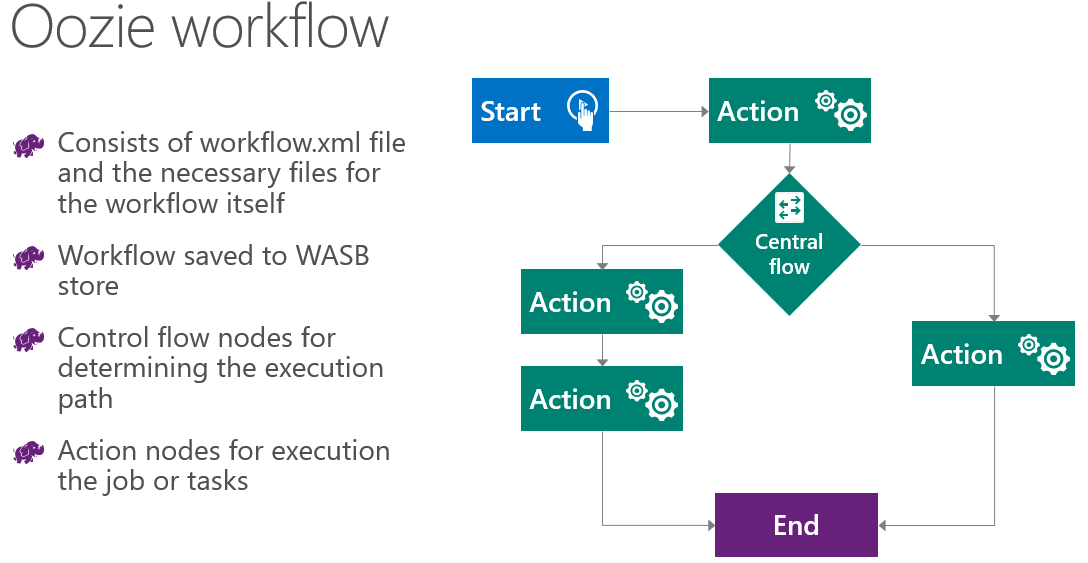 Oozie workflow
Consists of workflow.xml file
and the necessary files for
the workflow itself
Workflow saved to WASB
store
Control flow nodes for
determining the execution
path
Action nodes for execution
the job or tasks
Start
Action
Central
flow
Action
Action
Action
End